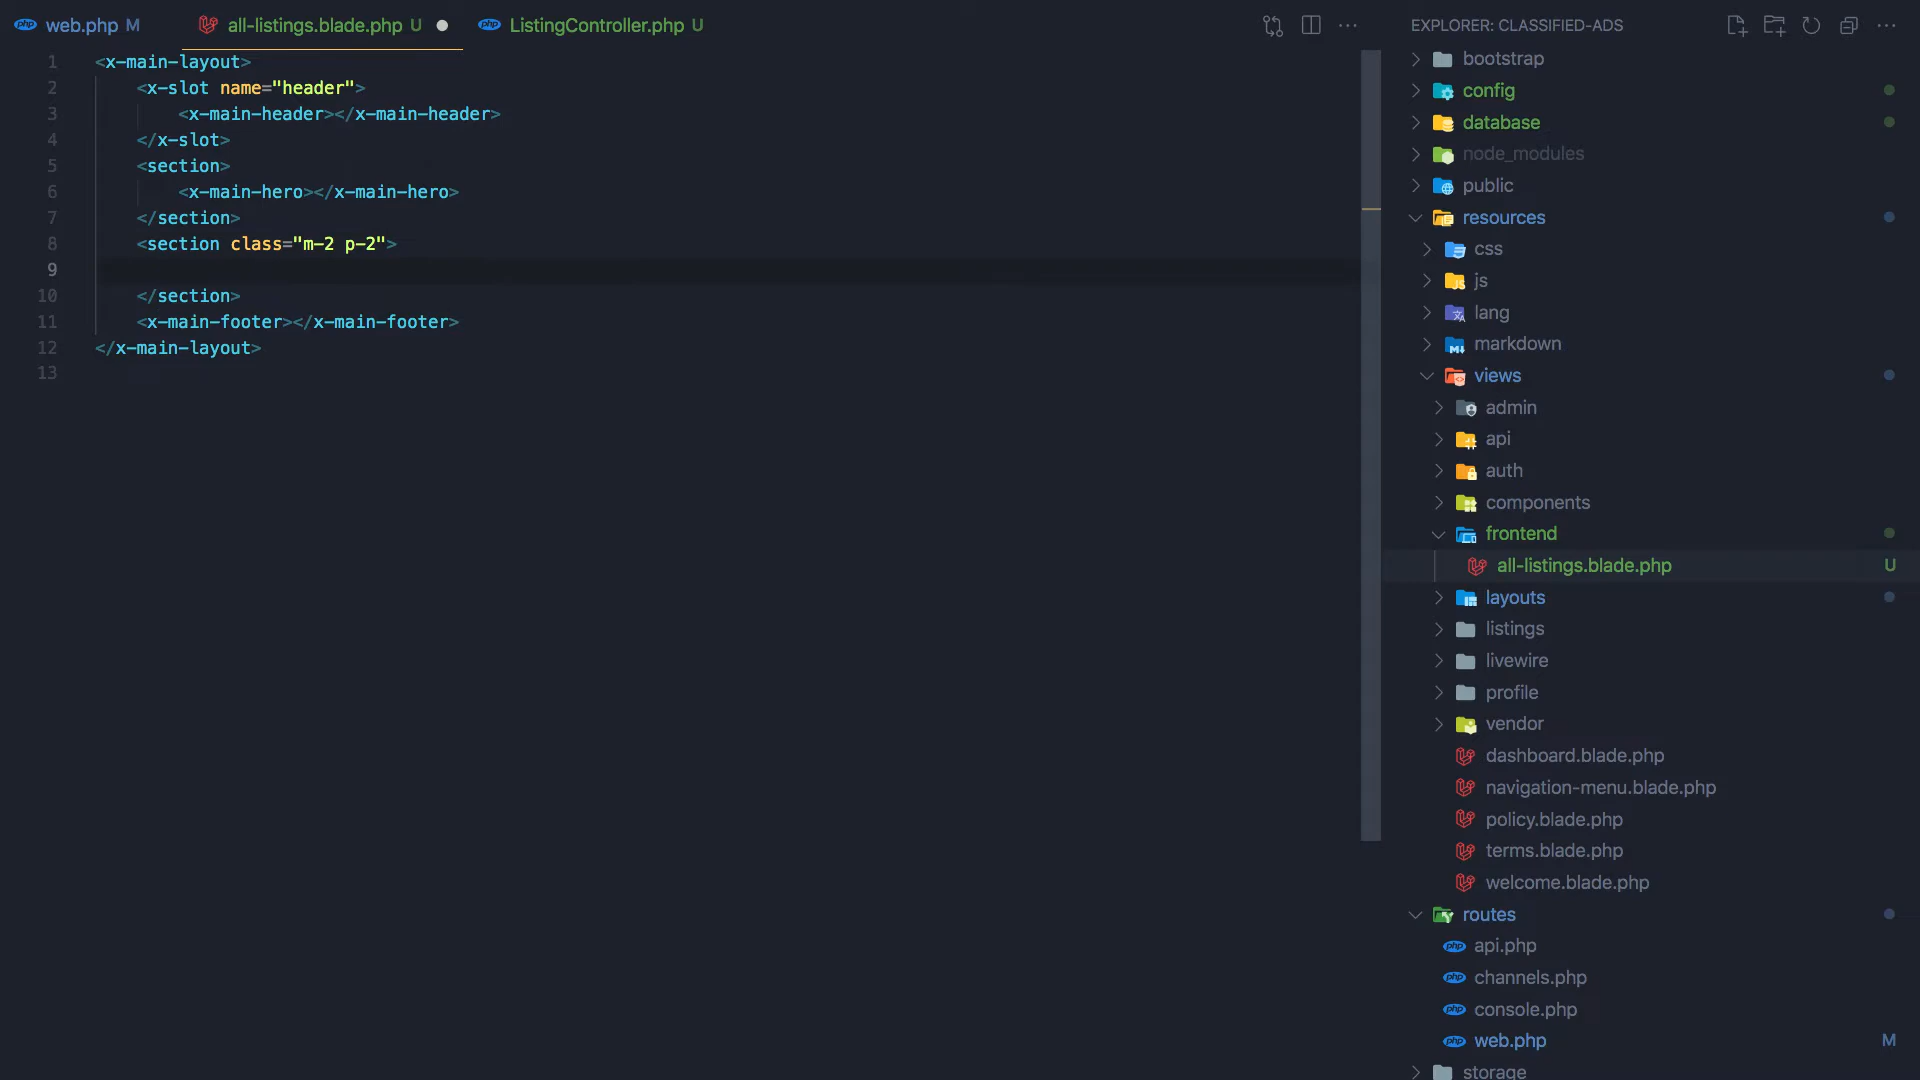 web.php M
all-listings.blade.php U
ListingController.php U
1 <x-main-layout>
2 <x-slot name="header">
3 <x-main-header></x-main-header>
4 </x-slot>
5 <section>
6 <x-main-hero></x-main-hero>
7 </section>
8 <section class="m-2 p-2">
9
10 </section>
11 <x-main-footer></x-main-footer>
12 </x-main-layout>
13
EXPLORER: CLASSIFIED-ADS
bootstrap
config
database
node_modules
public
resources
css
js
lang
markdown
views
admin
api
auth
components
frontend
all-listings.blade.php U
layouts
listings
livewire
profile
vendor
dashboard.blade.php
navigation-menu.blade.php
policy.blade.php
terms.blade.php
welcome.blade.php
routes
api.php
channels.php
console.php
web.php M
storage